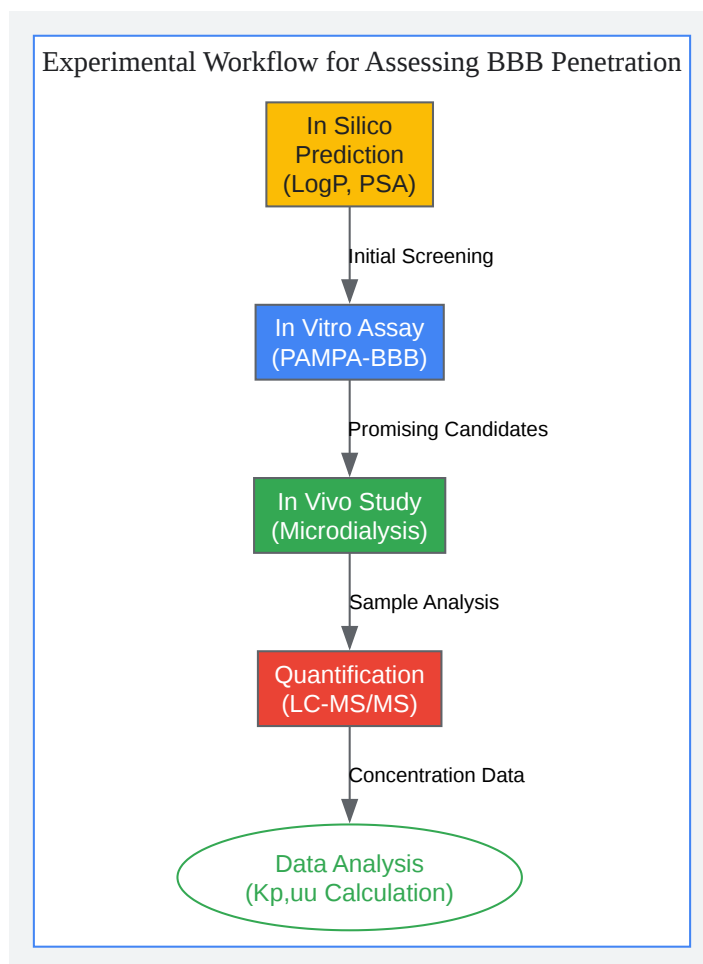 Experimental Workflow for Assessing BBB Penetration
In Silico
Prediction
(LogP, PSA)
Initial Screening
In Vitro Assay
(PAMPA-BBB)
Promising Candidates
In Vivo Study
(Microdialysis)
Sample Analysis
Quantification
(LC-MS/MS)
Concentration Data
Data Analysis
(Kp,uu Calculation)